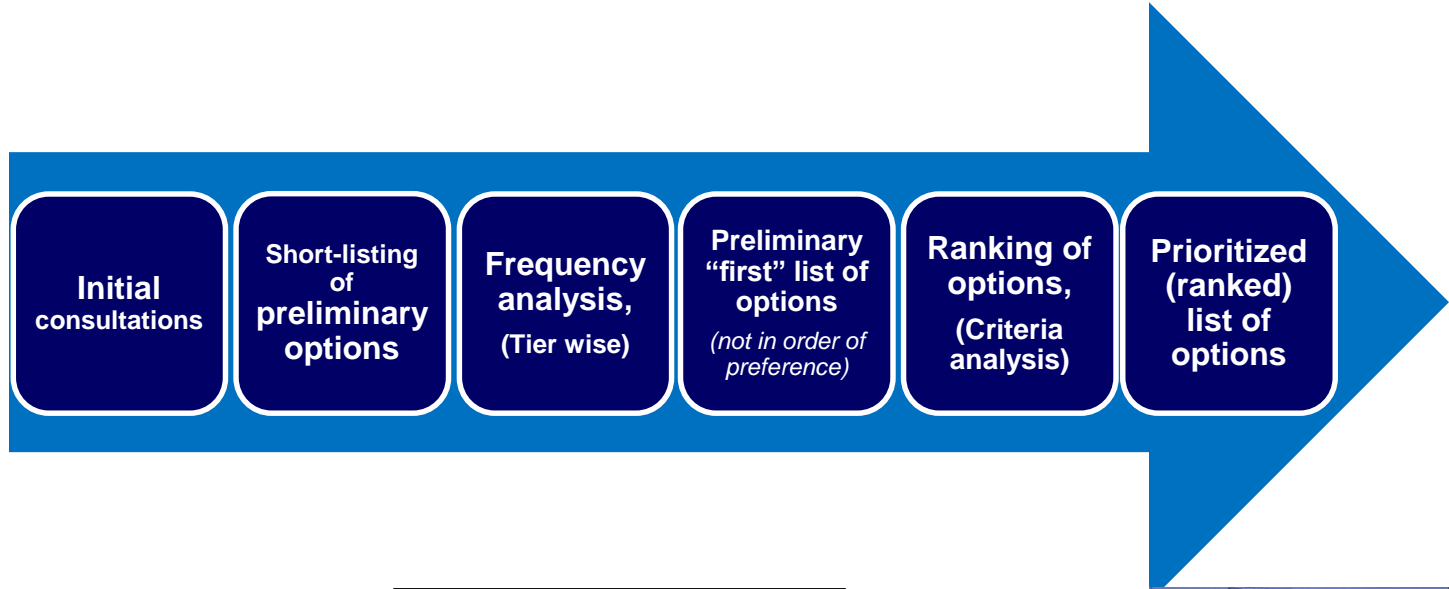 Initial
consultations
Short-listing
of
preliminary
options
Frequency
analysis,
(Tier wise)
Preliminary
“first” list of
options
(not in order of
preference)
Ranking of
options,
(Criteria
analysis)
Prioritized
(ranked)
list of
options